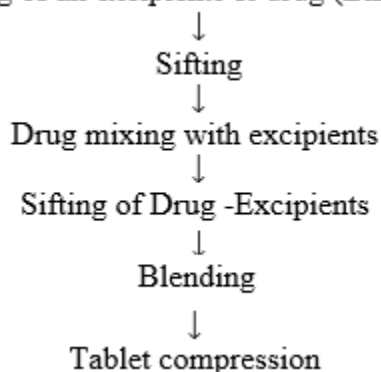 ↓
Sifting
↓
Drug mixing with excipients
↓
Sifting of Drug -Excipients
↓
Blending
↓
Tablet compression